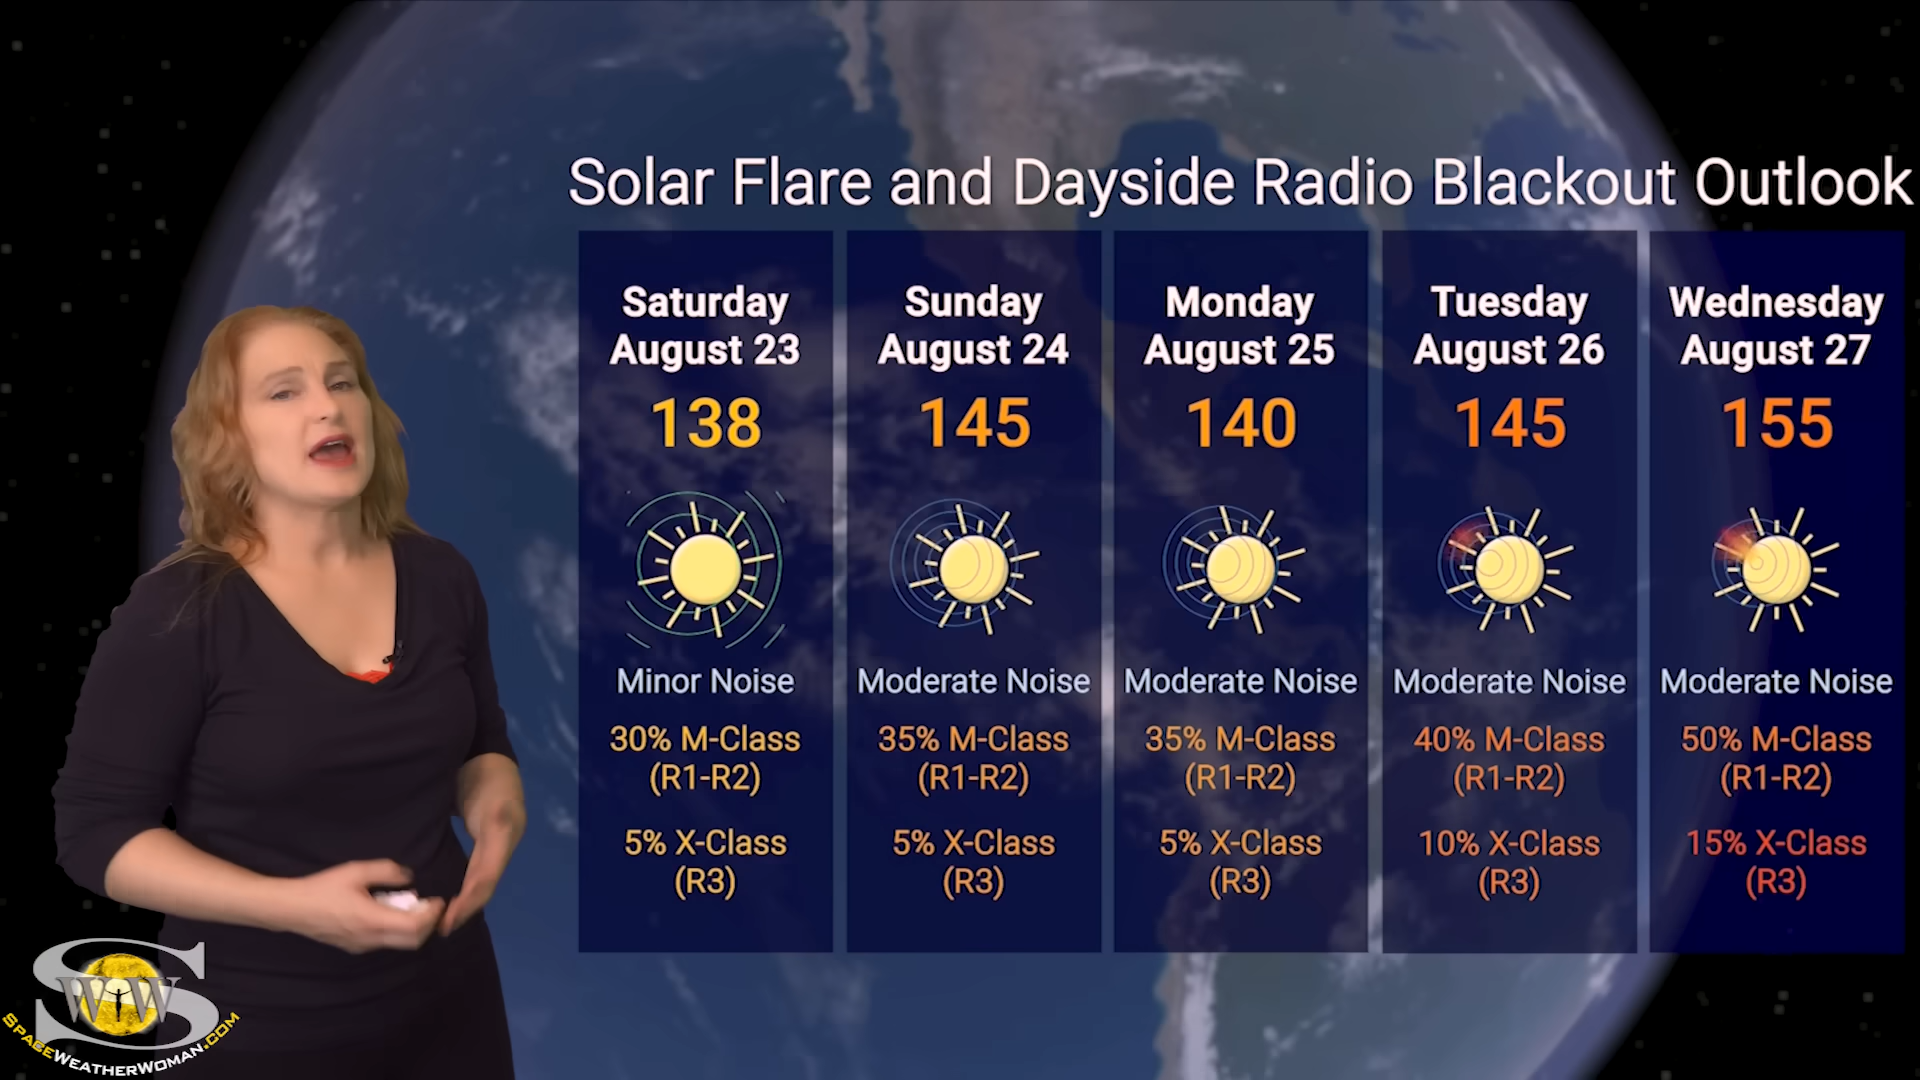 Solar Flare and Dayside Radio Blackout Outlook
Saturday
August 23
138
Minor Noise
30% M-Class
(R1-R2)
5% X-Class
(R3)
Sunday
August 24
145
Moderate Noise
35% M-Class
(R1-R2)
5% X-Class
(R3)
Monday
August 25
140
Moderate Noise
35% M-Class
(R1-R2)
5% X-Class
(R3)
Tuesday
August 26
145
Moderate Noise
40% M-Class
(R1-R2)
10% X-Class
(R3)
Wednesday
August 27
155
Moderate Noise
50% M-Class
(R1-R2)
15% X-Class
(R3)
S
WW
SPACEWEATHERWOMAN.COM